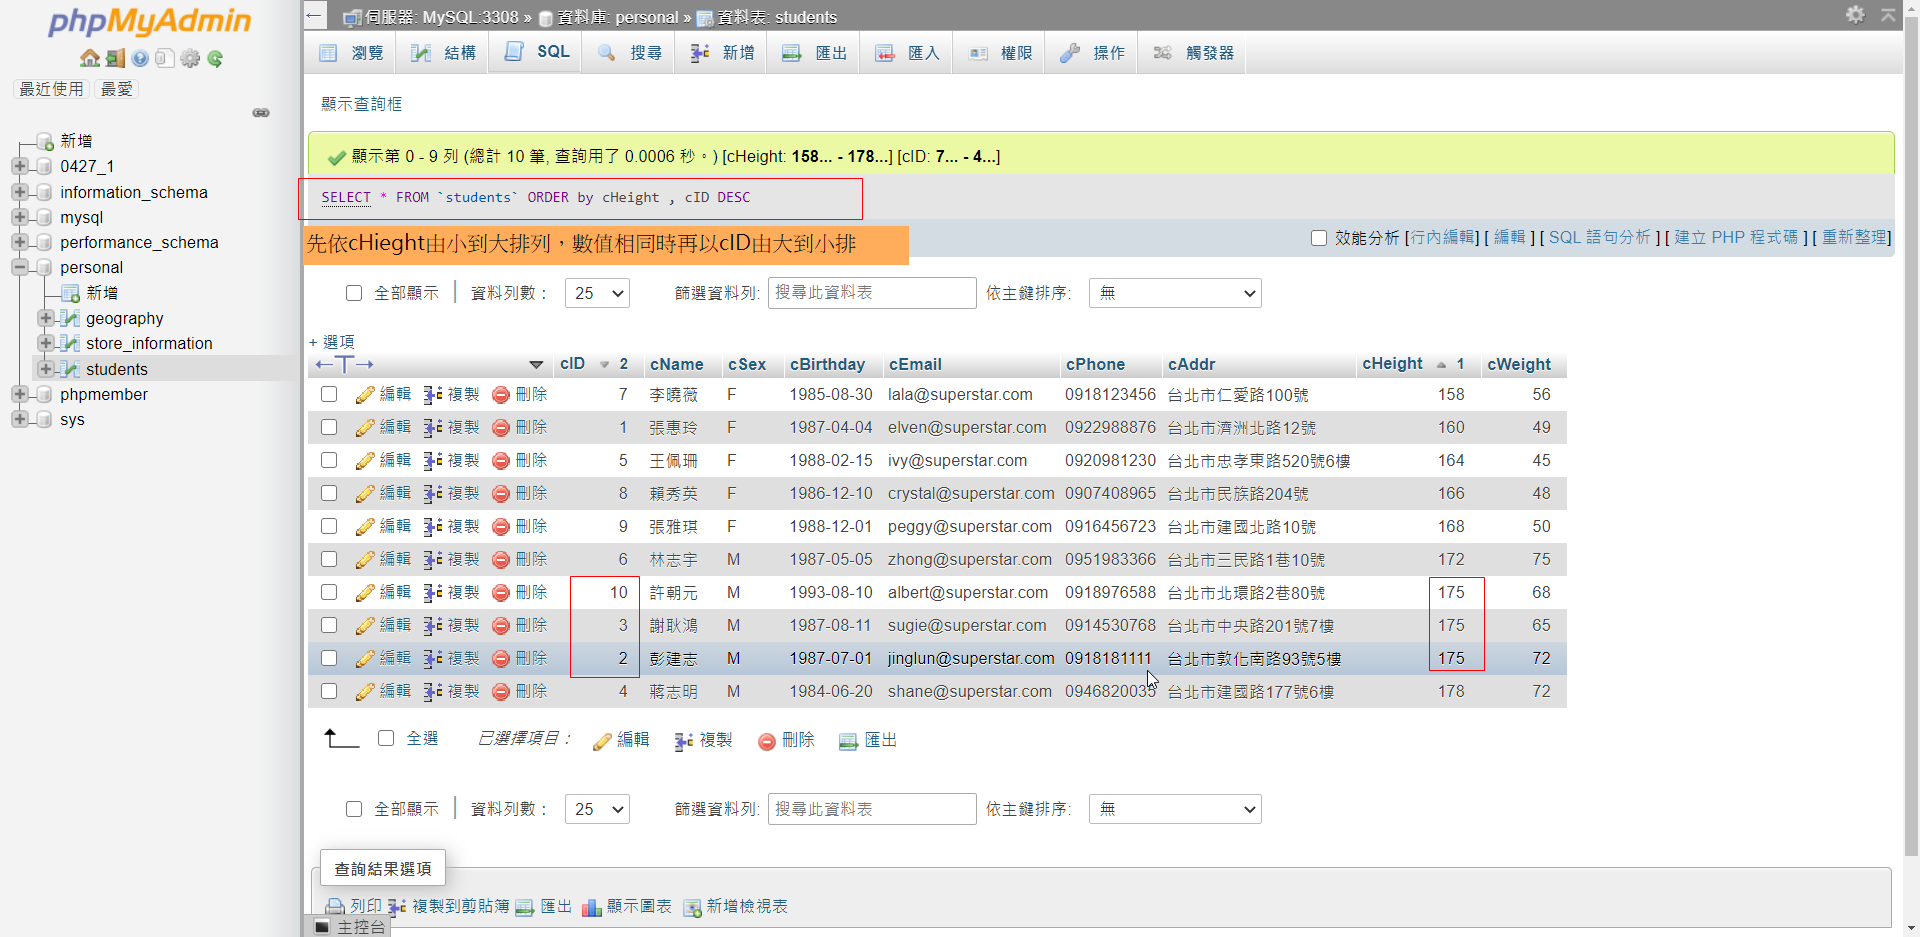 phpMyAdmin
最近使用 最愛
新增
0427_1
information_schema
mysql
performance_schema
personal
新增
geography
store_information
students
phpmember
sys
← 伺服器: MySQL:3308 » 資料庫: personal » 資料表: students
瀏覽 結構 SQL 搜尋 新增 匯出 匯入 權限 操作 觸發器
顯示查詢框
顯示第 0 - 9 列 (總計 10 筆, 查詢用了 0.0006 秒。) [cHeight: 158... - 178...] [cID: 7... - 4...]
SELECT * FROM `students` ORDER by cHeight , cID DESC
先依cHieght由小到大排列，數值相同時再以cID由大到小排
效能分析 [行內編輯] [ 編輯 ] [ SQL 語句分析 ] [ 建立 PHP 程式碼 ] [ 重新整理]
全部顯示 | 資料列數： 25 篩選資料列: 搜尋此資料表 依主鍵排序: 無
+ 選項
←T→ cID 2 cName cSex cBirthday cEmail cPhone cAddr cHeight 1 cWeight
編輯 複製 刪除 7 李曉薇 F 1985-08-30 lala@superstar.com 0918123456 台北市仁愛路100號 158 56
編輯 複製 刪除 1 張惠玲 F 1987-04-04 elven@superstar.com 0922988876 台北市濟洲北路12號 160 49
編輯 複製 刪除 5 王佩珊 F 1988-02-15 ivy@superstar.com 0920981230 台北市忠孝東路520號6樓 164 45
編輯 複製 刪除 8 賴秀英 F 1986-12-10 crystal@superstar.com 0907408965 台北市民族路204號 166 48
編輯 複製 刪除 9 張雅琪 F 1988-12-01 peggy@superstar.com 0916456723 台北市建國北路10號 168 50
編輯 複製 刪除 6 林志宇 M 1987-05-05 zhong@superstar.com 0951983366 台北市三民路1巷10號 172 75
編輯 複製 刪除 10 許朝元 M 1993-08-10 albert@superstar.com 0918976588 台北市北環路2巷80號 175 68
編輯 複製 刪除 3 謝耿鴻 M 1987-08-11 sugie@superstar.com 0914530768 台北市中央路201號7樓 175 65
編輯 複製 刪除 2 彭建志 M 1987-07-01 jinglun@superstar.com 0918181111 台北市敦化南路93號5樓 175 72
編輯 複製 刪除 4 蔣志明 M 1984-06-20 shane@superstar.com 0946820035 台北市建國路177號6樓 178 72
全選 已選擇項目： 編輯 複製 刪除 匯出
全部顯示 | 資料列數： 25 篩選資料列: 搜尋此資料表 依主鍵排序: 無
查詢結果選項
列印 複製到剪貼簿 匯出 顯示圖表 新增檢視表
主控台